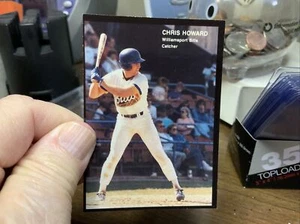 CHRIS HOWARD
Williamsport Bills
Catcher
35
TOPLOAD